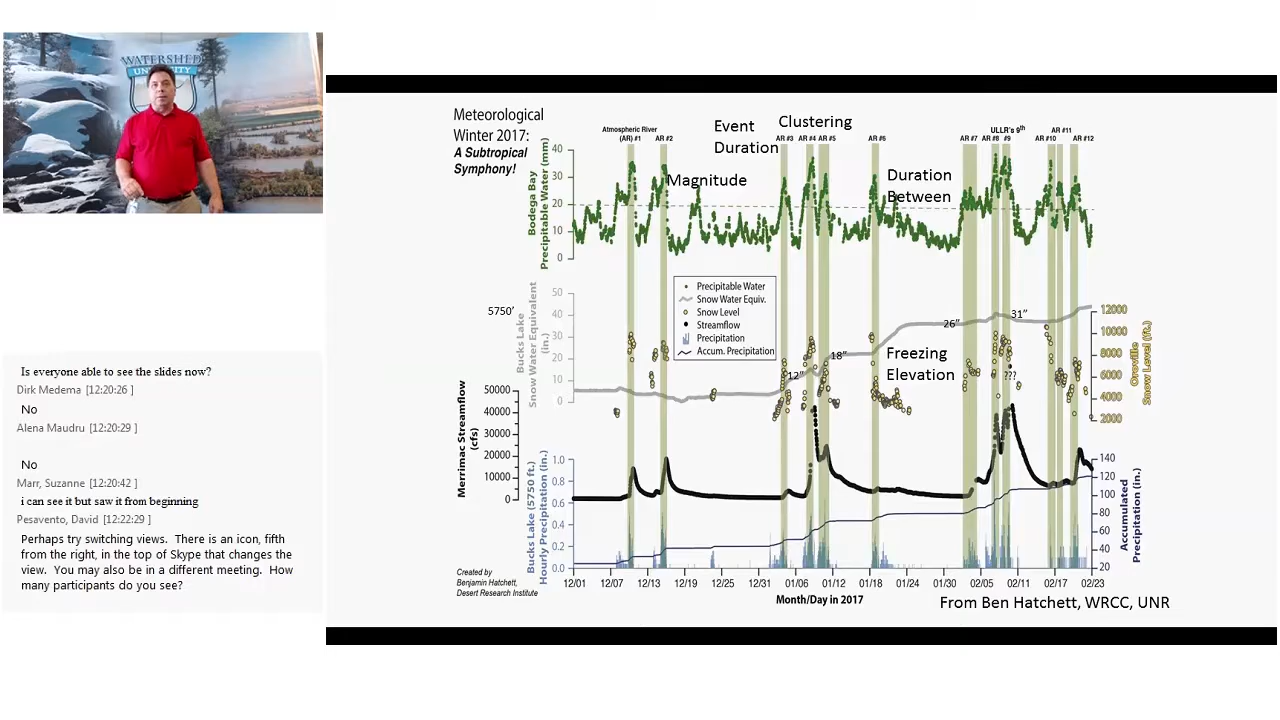 WATERSHED
UNIVERSITY
Is everyone able to see the slides now?
Dirk Medema [12:20:26 ]
No
Alena Maudru [12:20:29 ]
No
Marr, Suzanne [12:20:42 ]
i can see it but saw it from beginning
Pesavento, David [12:22:29 ]
Perhaps try switching views. There is an icon, fifth
from the right, in the top of Skype that changes the
view. You may also be in a different meeting. How
many participants do you see?
Meteorological
Winter 2017:
A Subtropical
Symphony!
Event
Duration
Clustering
Magnitude
Duration
Between
Atmospheric River
(AR) #1
AR #2
AR #3
AR #4
AR #5
AR #6
AR #7
AR #8
ULLR's 9th
#9
AR #10
AR #11
AR #12
Bodega Bay
Precipitable Water (mm)
40
30
20
10
0
5750'
Bucks Lake
Snow Water Equivalent
(in.)
50
40
30
20
10
0
Precipitable Water
Snow Water Equiv.
Snow Level
Streamflow
Precipitation
Accum. Precipitation
12"
18"
26"
31"
???
Freezing
Elevation
12000
10000
8000
6000
4000
2000
Oroville
Snow Level (ft.)
Merrimac Streamflow
(cfs)
50000
40000
30000
20000
10000
0
Bucks Lake (5750 ft.)
Hourly Precipitation (in.)
1.0
0.8
0.6
0.4
0.2
0.0
140
120
100
80
60
40
20
Accumulated
Precipitation (in.)
12/01 12/07 12/13 12/19 12/25 12/31 01/06 01/12 01/18 01/24 01/30 02/05 02/11 02/17 02/23
Month/Day in 2017
Created by
Benjamin Hatchett,
Desert Research Institute
From Ben Hatchett, WRCC, UNR